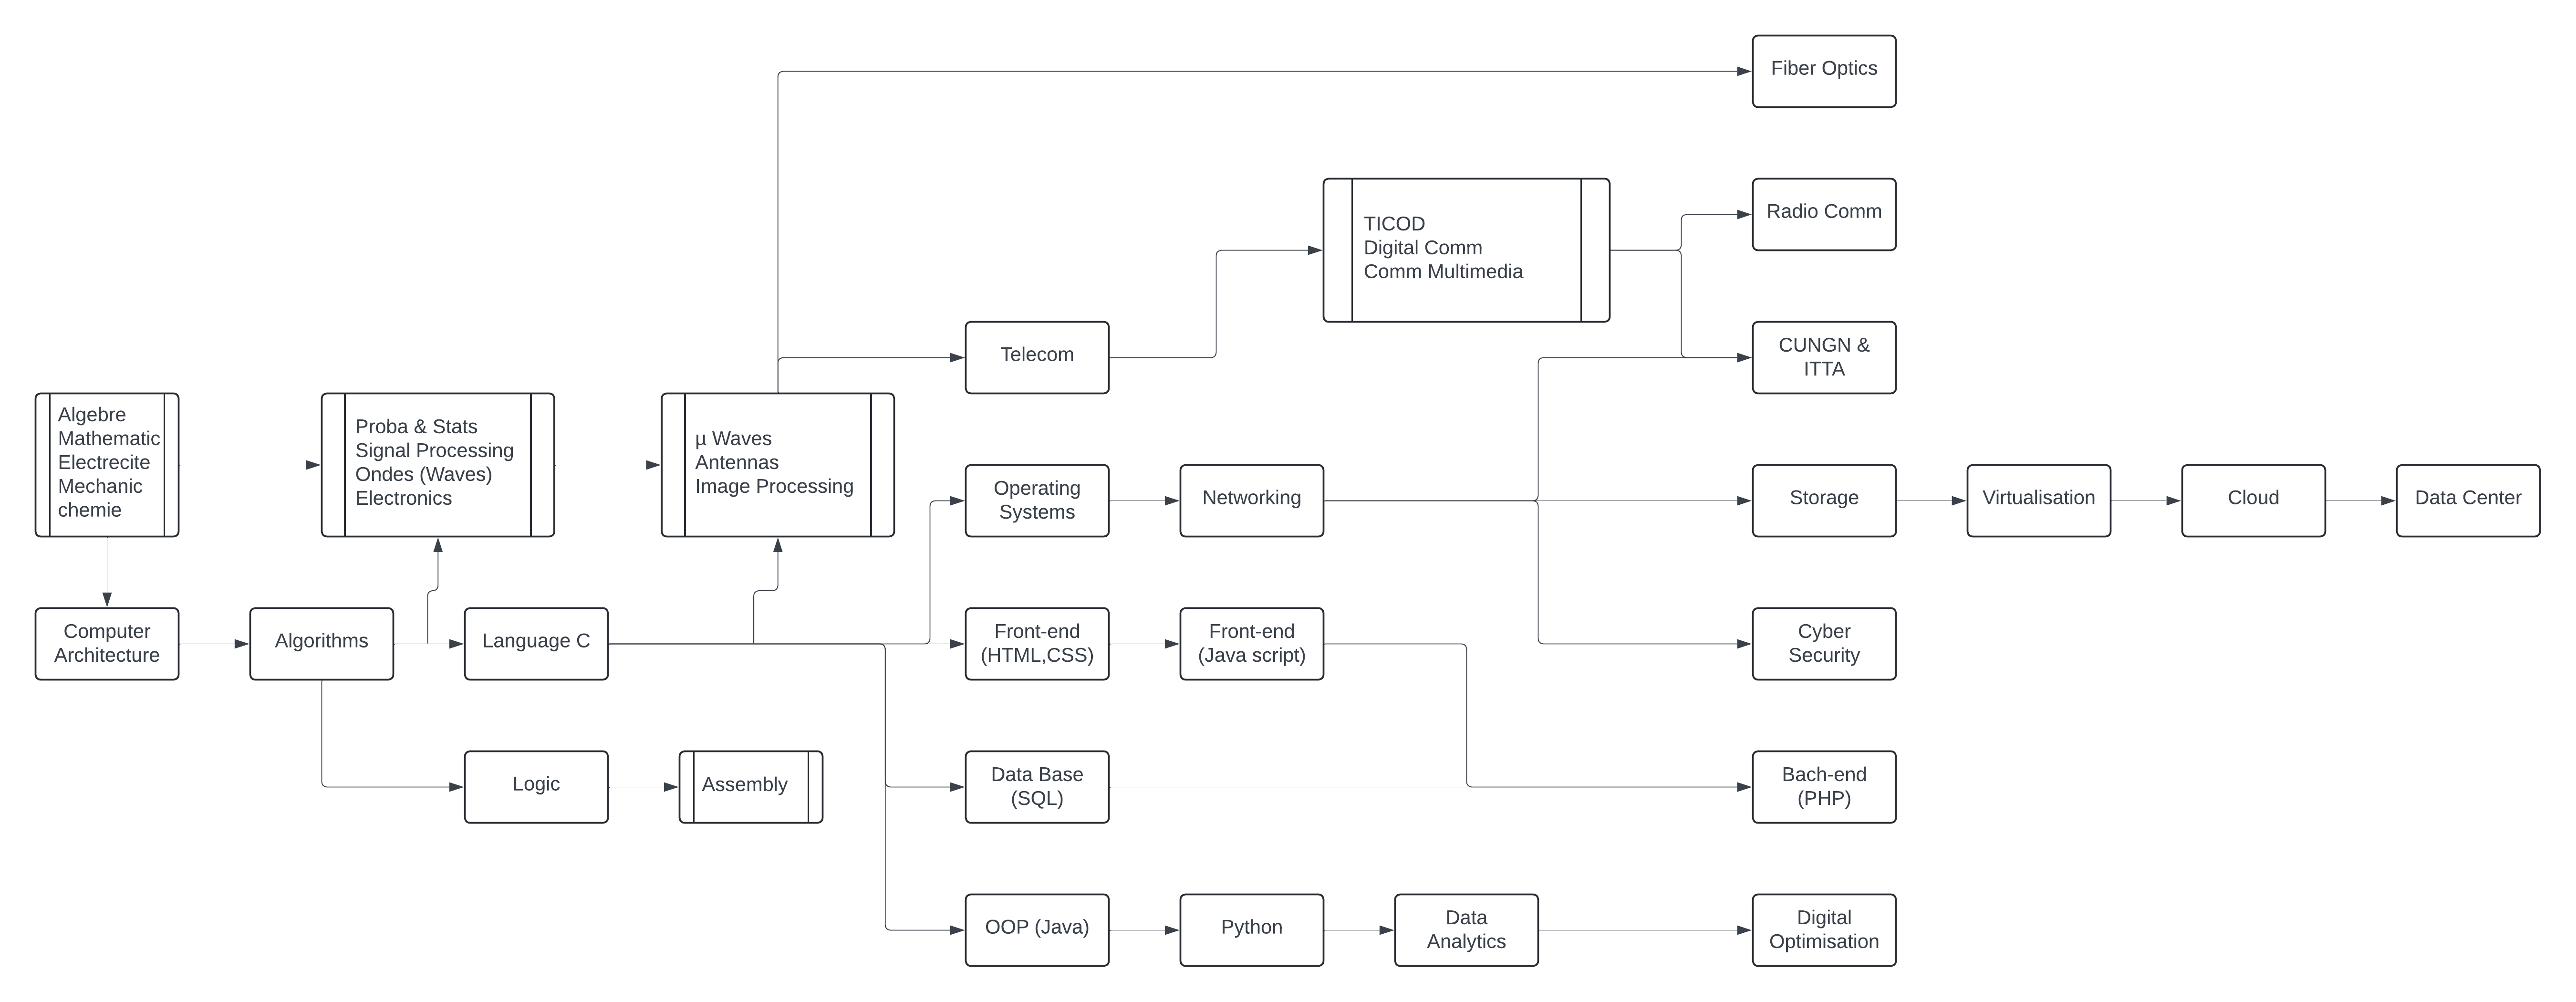 Fiber Optics
TICOD
Digital Comm
Comm Multimedia
Radio Comm
Telecom
CUNGN &
ITTA
Algebre
Mathematic
Electrecite
Mechanic
chemie
Proba & Stats
Signal Processing
Ondes (Waves)
Electronics
µ Waves
Antennas
Image Processing
Operating
Systems
Networking
Storage
Virtualisation
Cloud
Data Center
Computer
Architecture
Algorithms
Language C
Front-end
(HTML,CSS)
Front-end
(Java script)
Cyber
Security
Logic
Assembly
Data Base
(SQL)
Bach-end
(PHP)
OOP (Java)
Python
Data
Analytics
Digital
Optimisation